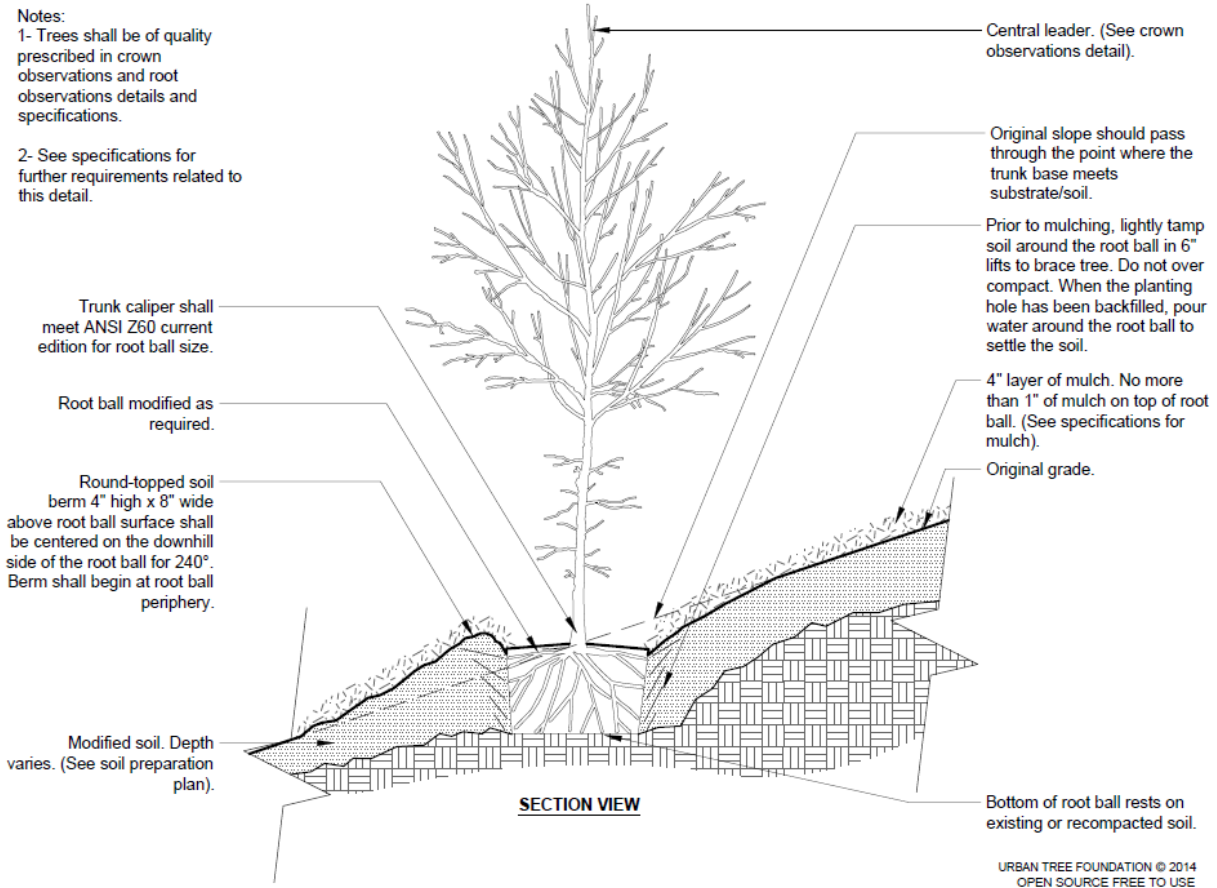 Notes:
1- Trees shall be of quality
prescribed in crown
observations and root
observations details and
specifications.
2- See specifications for
further requirements related to
this detail.
Trunk caliper shall
meet ANSI Z60 current
edition for root ball size.
Root ball modified as
required.
Round-topped soil
berm 4" high x 8" wide
above root ball surface shall
be centered on the downhill
side of the root ball for 240°.
Berm shall begin at root ball
periphery.
Modified soil. Depth
varies. (See soil preparation
plan).
Central leader. (See crown
observations detail).
Original slope should pass
through the point where the
trunk base meets
substrate/soil.
Prior to mulching, lightly tamp
soil around the root ball in 6"
lifts to brace tree. Do not over
compact. When the planting
hole has been backfilled, pour
water around the root ball to
settle the soil.
4" layer of mulch. No more
than 1" of mulch on top of root
ball. (See specifications for
mulch).
Original grade.
Bottom of root ball rests on
existing or recompacted soil.
SECTION VIEW
URBAN TREE FOUNDATION © 2014
OPEN SOURCE FREE TO USE